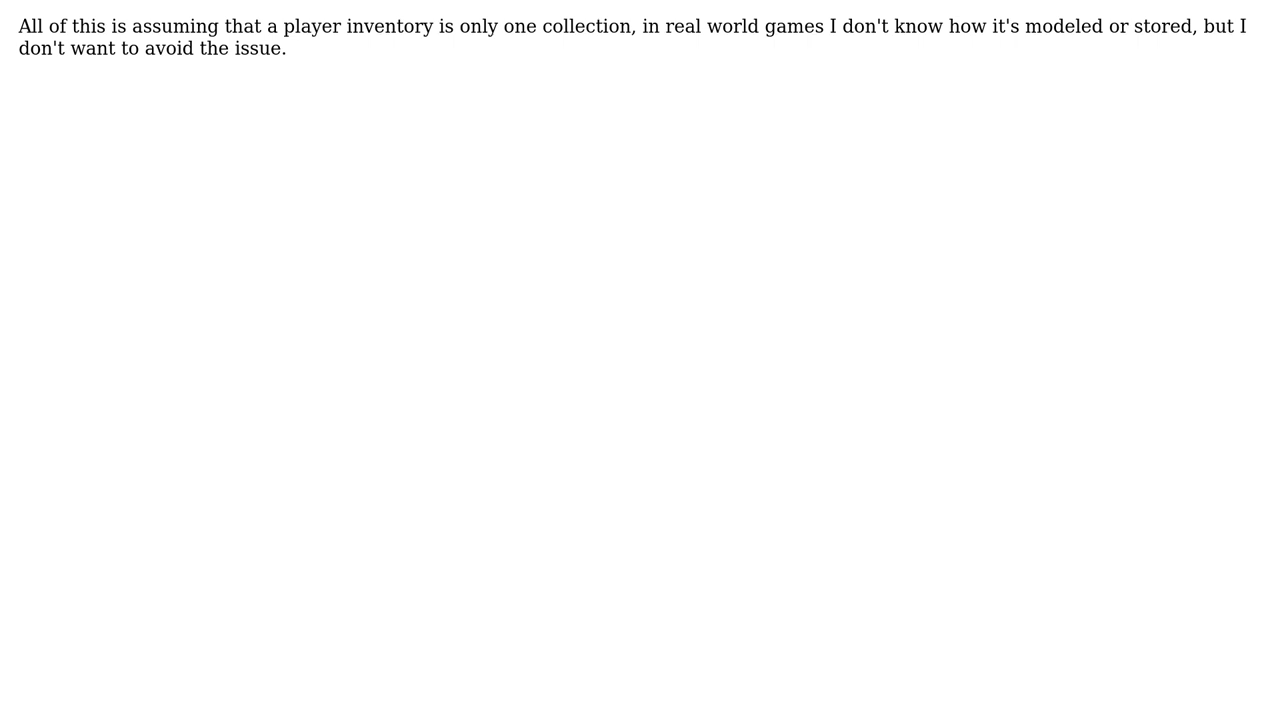 All of this is assuming that a player inventory is only one collection, in real world games I don't know how it's modeled or stored, but I
don't want to avoid the issue.